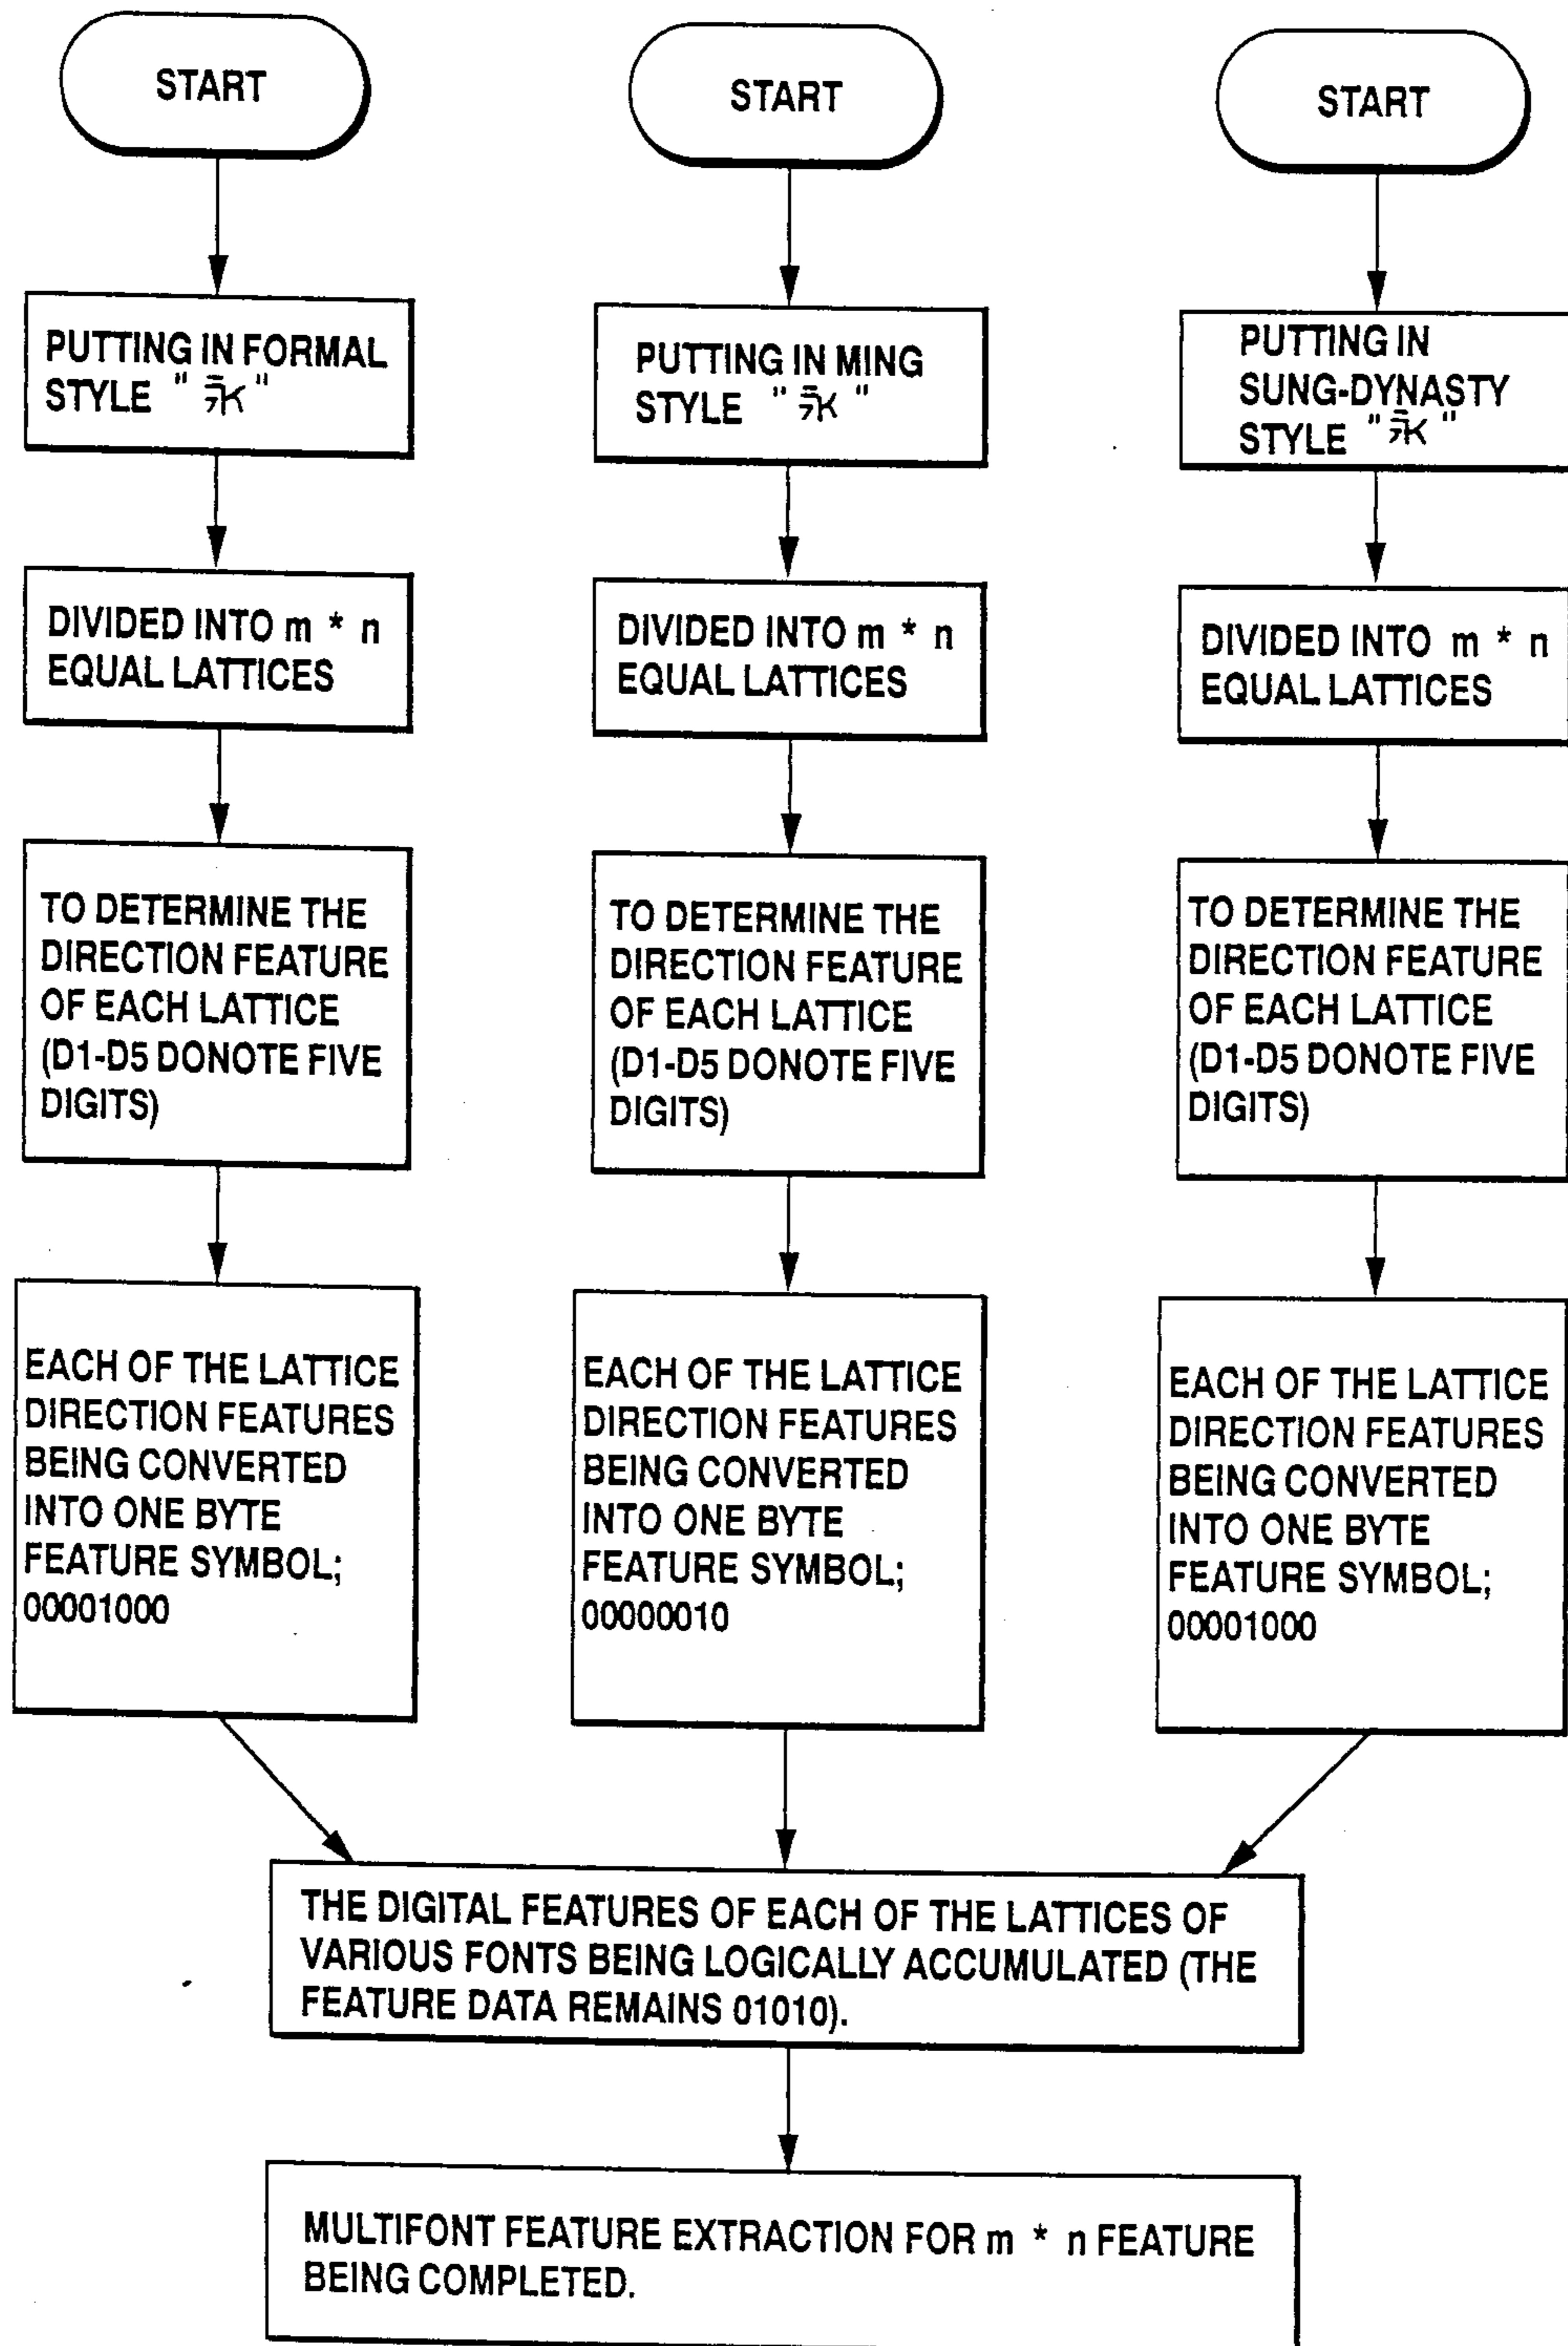 START
PUTTING IN FORMAL
STYLE "永"
DIVIDED INTO m * n
EQUAL LATTICES
TO DETERMINE THE
DIRECTION FEATURE
OF EACH LATTICE
(D1-D5 DONOTE FIVE
DIGITS)
EACH OF THE LATTICE
DIRECTION FEATURES
BEING CONVERTED
INTO ONE BYTE
FEATURE SYMBOL;
00001000
START
PUTTING IN MING
STYLE "永"
DIVIDED INTO m * n
EQUAL LATTICES
TO DETERMINE THE
DIRECTION FEATURE
OF EACH LATTICE
(D1-D5 DONOTE FIVE
DIGITS)
EACH OF THE LATTICE
DIRECTION FEATURES
BEING CONVERTED
INTO ONE BYTE
FEATURE SYMBOL;
00000010
START
PUTTING IN
SUNG-DYNASTY
STYLE "永"
DIVIDED INTO m * n
EQUAL LATTICES
TO DETERMINE THE
DIRECTION FEATURE
OF EACH LATTICE
(D1-D5 DONOTE FIVE
DIGITS)
EACH OF THE LATTICE
DIRECTION FEATURES
BEING CONVERTED
INTO ONE BYTE
FEATURE SYMBOL;
00001000
THE DIGITAL FEATURES OF EACH OF THE LATTICES OF
VARIOUS FONTS BEING LOGICALLY ACCUMULATED (THE
FEATURE DATA REMAINS 01010).
MULTIFONT FEATURE EXTRACTION FOR m * n FEATURE
BEING COMPLETED.